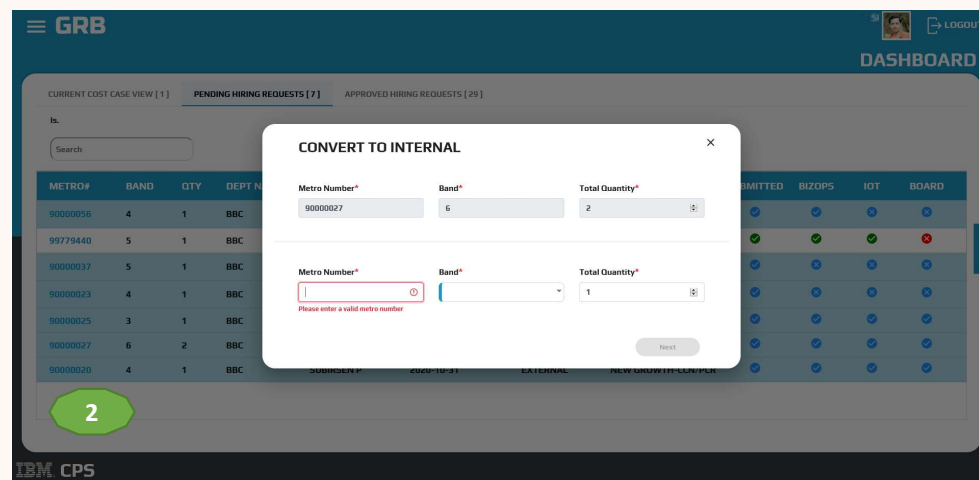 GRB
SI
LOGOUT
DASHBOARD
CURRENT COST CASE VIEW [ 1 ] PENDING HIRING REQUESTS [ 7 ] APPROVED HIRING REQUESTS [ 29 ]
Is.
Search
CONVERT TO INTERNAL
METRO# BAND QTY DEPT BIZOPS IOT BOARD
Metro Number* Band* Total Quantity*
90000027 6 2
90000056 4 1 BBC
99779440 5 1 BBC
90000037 5 1 BBC
Metro Number* Band* Total Quantity*
1
90000023 4 1 BBC
Please enter a valid metro number
90000025 3 1 BBC
90000027 6 2 BBC
Next
90000020 4 1 BBC SUBIRSEN P 2020-10-31 EXTERNAL NEW GROWTH-CCN/PCR
2
IBM. CPS